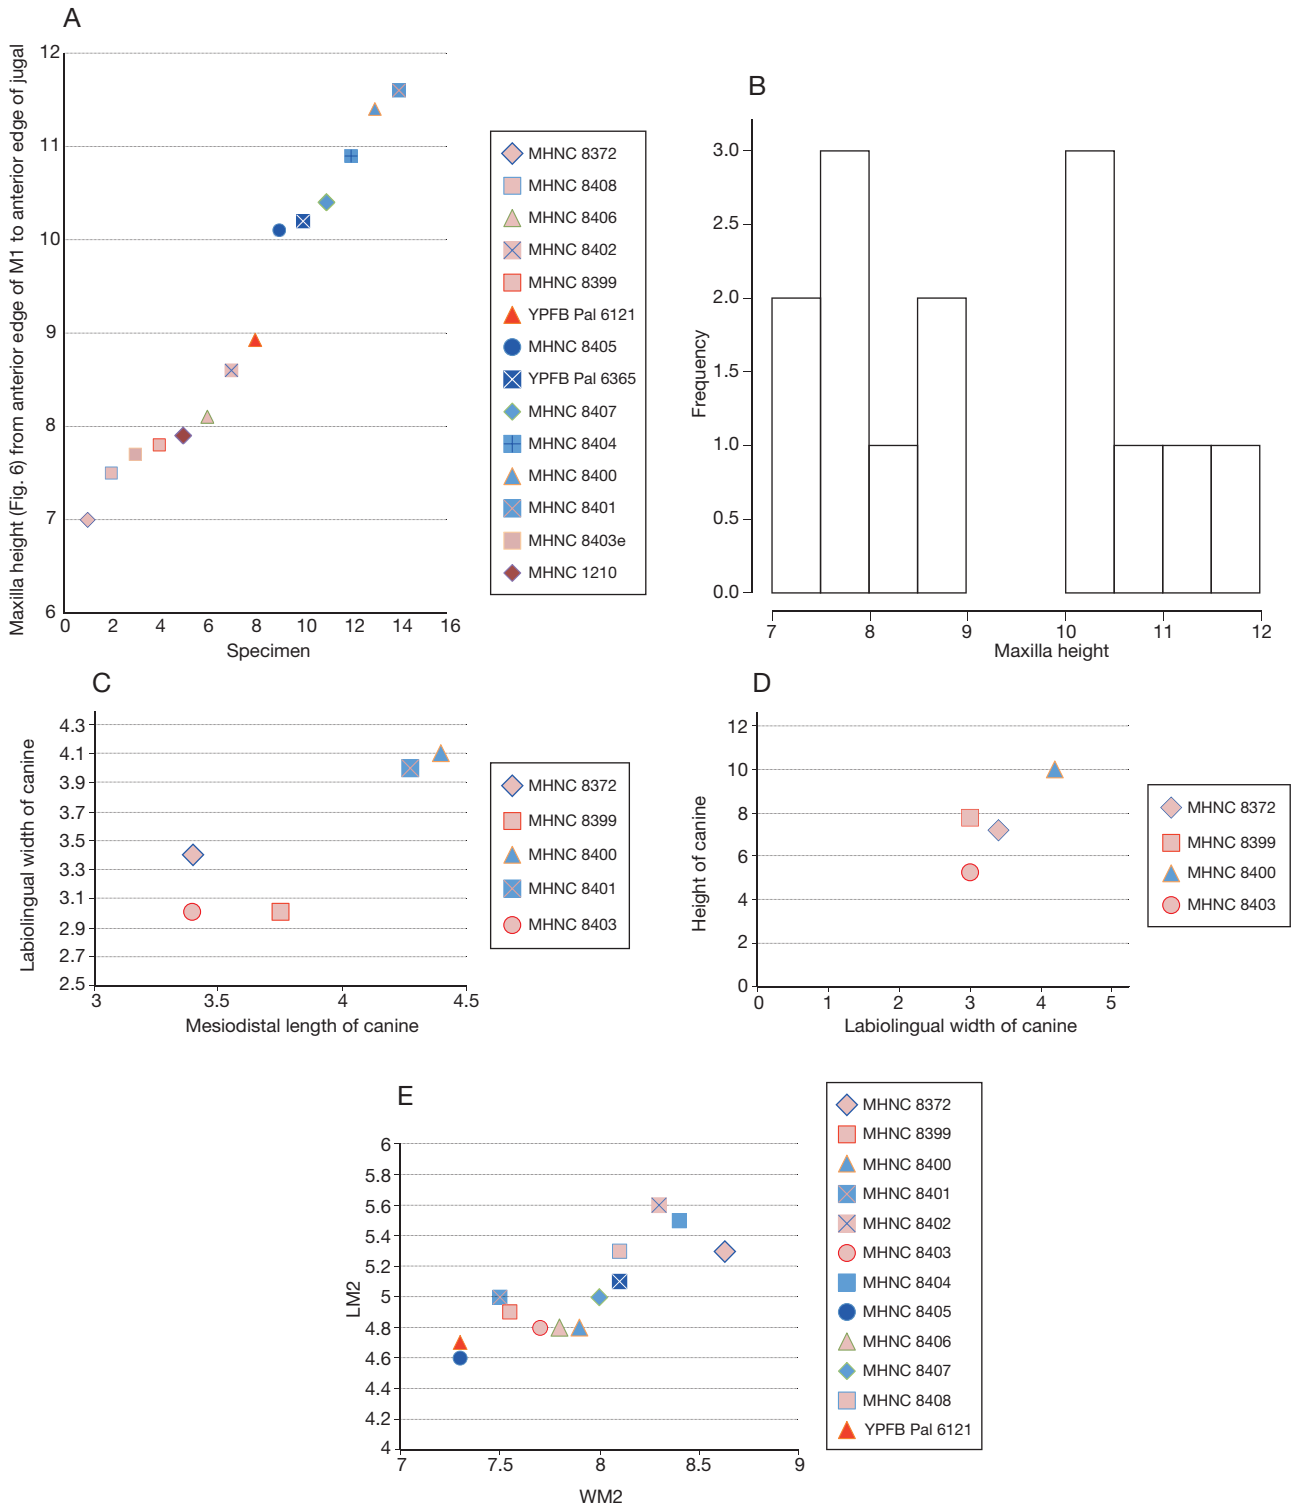 A
Maxilla height (Fig. 6) from anterior edge of M1 to anterior edge of jugal
12
11
10
9
8
7
6
0 2 4 6 8 10 12 14 16
Specimen
MHNC 8372
MHNC 8408
MHNC 8406
MHNC 8402
MHNC 8399
YPFB Pal 6121
MHNC 8405
YPFB Pal 6365
MHNC 8407
MHNC 8404
MHNC 8400
MHNC 8401
MHNC 8403e
MHNC 1210
B
Frequency
3.0
2.5
2.0
1.5
1.0
0.5
0.0
7 8 9 10 11 12
Maxilla height
C
Labiolingual width of canine
4.3
4.1
3.9
3.7
3.5
3.3
3.1
2.9
2.7
2.5
3 3.5 4 4.5
Mesiodistal length of canine
MHNC 8372
MHNC 8399
MHNC 8400
MHNC 8401
MHNC 8403
D
Height of canine
12
10
8
6
4
2
0
0 1 2 3 4 5
Labiolingual width of canine
MHNC 8372
MHNC 8399
MHNC 8400
MHNC 8403
E
LM2
6
5.8
5.6
5.4
5.2
5
4.8
4.6
4.4
4.2
4
7 7.5 8 8.5 9
WM2
MHNC 8372
MHNC 8399
MHNC 8400
MHNC 8401
MHNC 8402
MHNC 8403
MHNC 8404
MHNC 8405
MHNC 8406
MHNC 8407
MHNC 8408
YPFB Pal 6121